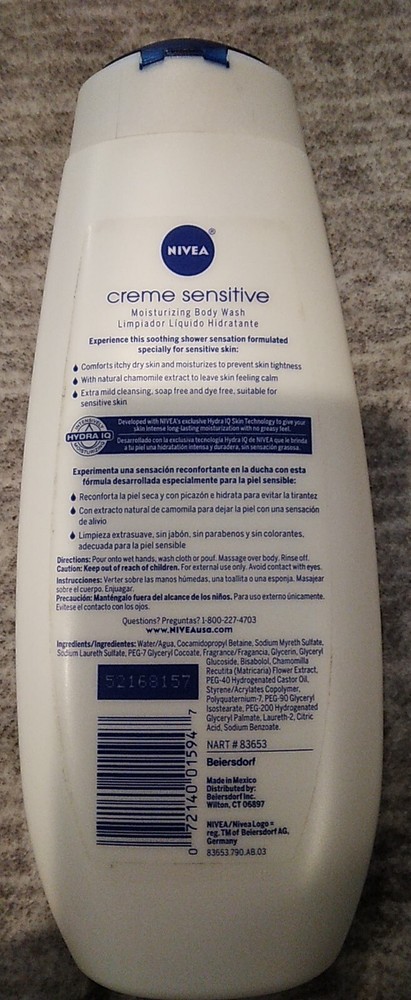 NIVEA®
creme sensitive
Moisturizing Body Wash
Limpiador Líquido Hidratante
Experience this soothing shower sensation formulated
specially for sensitive skin:
Comforts itchy dry skin and moisturizes to prevent skin tightness
With natural chamomile extract to leave skin feeling calm
Extra mild cleansing, soap free and dye free, suitable for
sensitive skin
HYDRA IQ
Developed with NIVEA's exclusive Hydra IQ Skin Technology to give your
skin intense long-lasting moisturization with no greasy feel.
Desarrollado con la exclusiva tecnología Hydra IQ de NIVEA que le brinda
a tu piel una hidratación intensa y duradera, sin sensación grasosa.
Experimenta una sensación reconfortante en la ducha con esta
fórmula desarrollada especialmente para la piel sensible:
Reconforta la piel seca y con picazón e hidrata para evitar la tirantez
Con extracto natural de camomila para dejar la piel con una sensación
de alivio
Limpieza extrasuave, sin jabón, sin parabenos y sin colorantes,
adecuada para la piel sensible
Directions: Pour onto wet hands, wash cloth or pouf. Massage over body. Rinse off.
Caution: Keep out of reach of children. For external use only. Avoid contact with eyes.
Instrucciones: Verter sobre las manos húmedas, una toallita o una esponja. Masajear
sobre el cuerpo. Enjuagar.
Precaución: Manténgalo fuera del alcance de los niños. Para uso externo únicamente.
Evítese el contacto con los ojos.
Questions? Preguntas? 1-800-227-4703
www.NIVEAusa.com
Ingredients/Ingredientes: Water/Agua, Cocamidopropyl Betaine, Sodium Myreth Sulfate,
Sodium Laureth Sulfate, PEG-7 Glyceryl Cocoate, Fragrance/Fragancia, Glycerin, Glyceryl
Glucoside, Bisabolol, Chamomilla
Recutita (Matricaria) Flower Extract,
PEG-40 Hydrogenated Castor Oil,
Styrene/Acrylates Copolymer,
Polyquaternium-7, PEG-90 Glyceryl
Isostearate, PEG-200 Hydrogenated
Glyceryl Palmate, Laureth-2, Citric
Acid, Sodium Benzoate.
52168157
NART # 83653
Beiersdorf
Made in Mexico
Distributed by:
Beiersdorf Inc.
Wilton, CT 06897
NIVEA/Nivea Logo =
reg. TM of Beiersdorf AG,
Germany
83653.790.AB.03
0 72140 01594 7